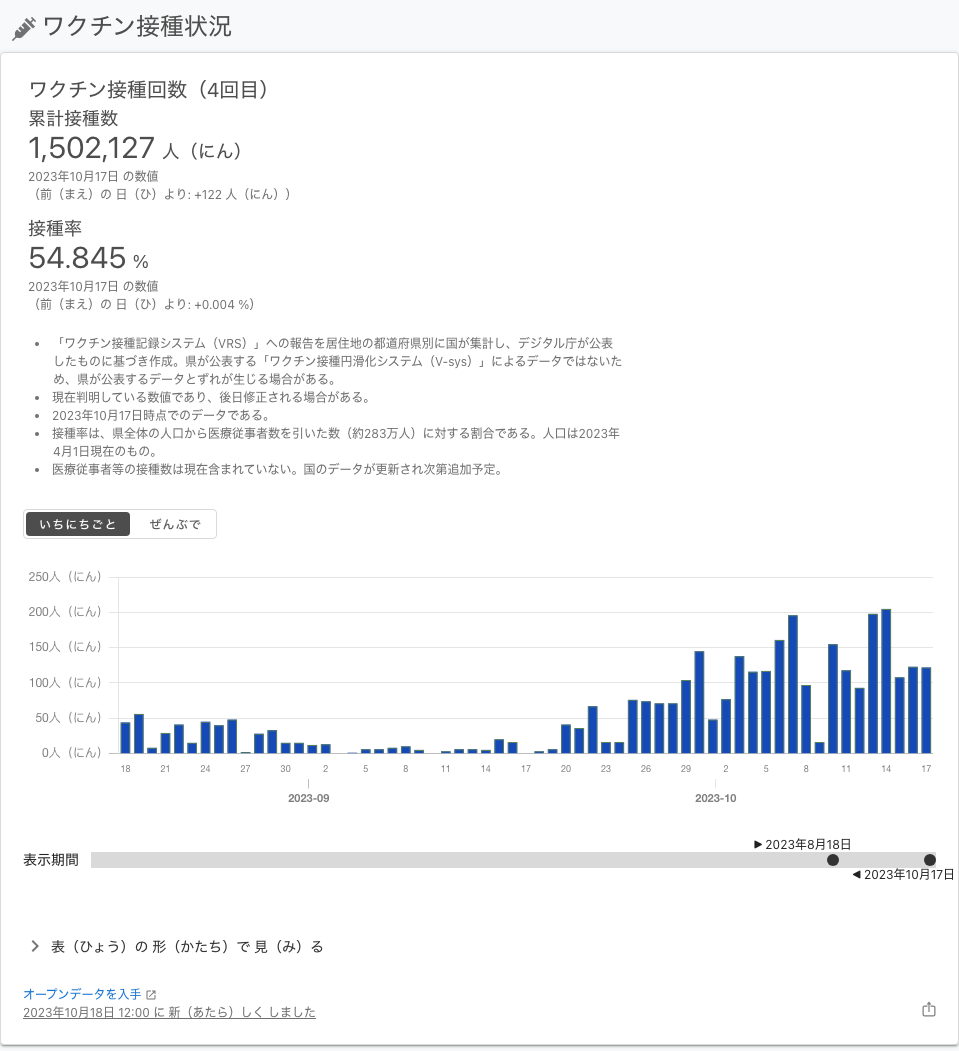 ワクチン接種状況
ワクチン接種回数（4回目）
累計接種数
1,502,127 人（にん）
2023年10月17日 の数値
（前（まえ）の 日（ひ）より: +122 人（にん））
接種率
54.845 %
2023年10月17日 の数値
（前（まえ）の 日（ひ）より: +0.004 %）
• 「ワクチン接種記録システム（VRS）」への報告を居住地の都道府県別に国が集計し、デジタル庁が公表
したものに基づき作成。県が公表する「ワクチン接種円滑化システム（V-sys）」によるデータではないた
め、県が公表するデータとずれが生じる場合がある。
• 現在判明している数値であり、後日修正される場合がある。
• 2023年10月17日時点でのデータである。
• 接種率は、県全体の人口から医療従事者数を引いた数（約283万人）に対する割合である。人口は2023年
4月1日現在のもの。
• 医療従事者等の接種数は現在含まれていない。国のデータが更新され次第追加予定。
いちにちごと ぜんぶで
250人（にん）
200人（にん）
150人（にん）
100人（にん）
50人（にん）
0人（にん）
18 21 24 27 30 2 5 8 11 14 17 20 23 26 29 2 5 8 11 14 17
2023-09 2023-10
▶ 2023年8月18日
表示期間
◀ 2023年10月17日
表（ひょう）の 形（かたち）で 見（み）る
オープンデータを入手
2023年10月18日 12:00 に 新（あたら）しく しました